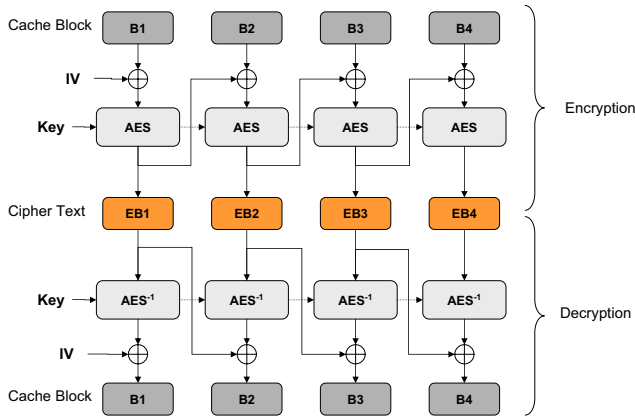 Cache Block B1 B2 B3 B4
IV
Key AES AES AES AES
Encryption
Cipher Text EB1 EB2 EB3 EB4
Key AES⁻¹ AES⁻¹ AES⁻¹ AES⁻¹
Decryption
IV
Cache Block B1 B2 B3 B4